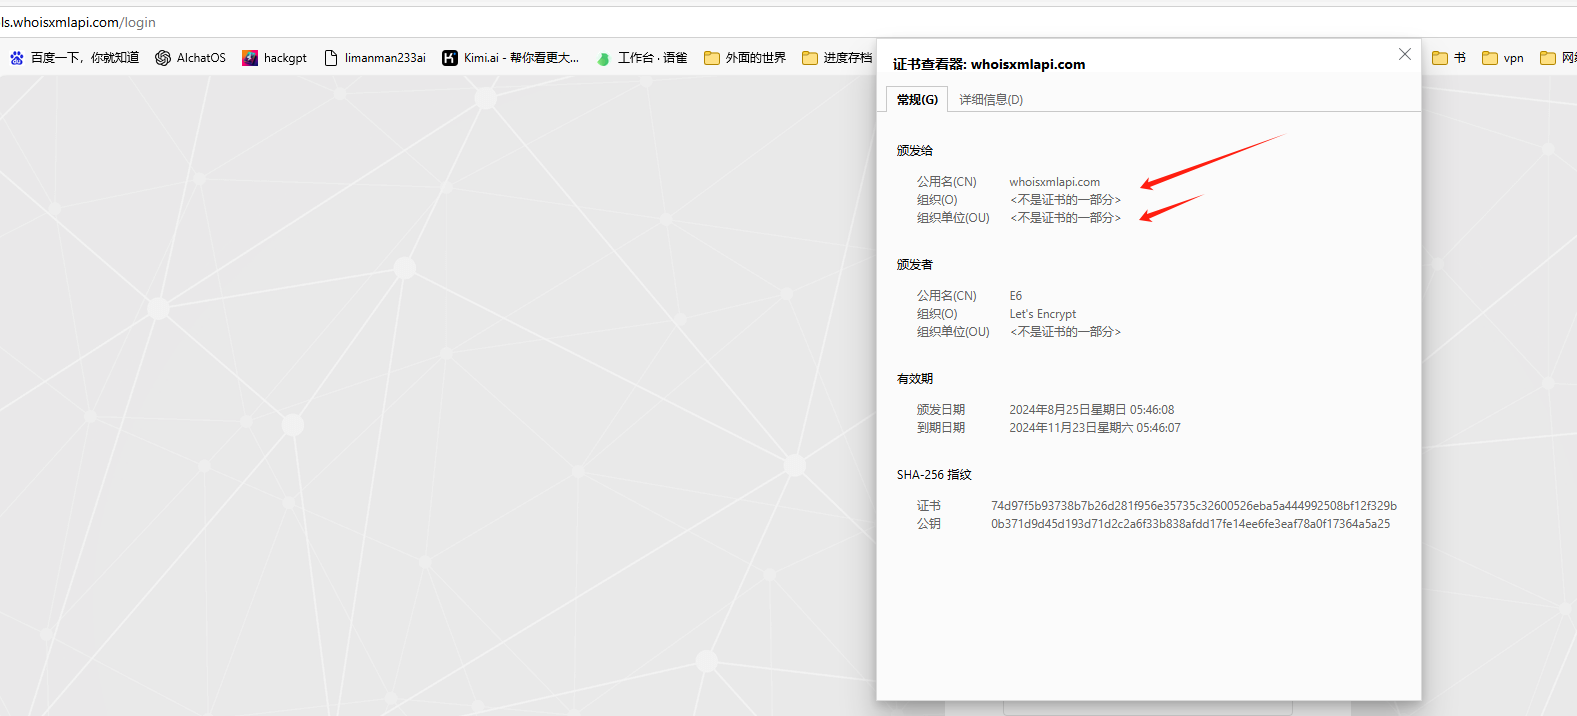 ls.whoisxmlapi.com/login
百度一下，你就知道 AIchatOS hackgpt limanman233ai Kimi.ai - 帮你看更大... 工作台 · 语雀 外面的世界 进度存档 书 vpn
证书查看器: whoisxmlapi.com
常规(G) 详细信息(D)
颁发给
公用名(CN) whoisxmlapi.com
组织(O) <不是证书的一部分>
组织单位(OU) <不是证书的一部分>
颁发者
公用名(CN) E6
组织(O) Let's Encrypt
组织单位(OU) <不是证书的一部分>
有效期
颁发日期 2024年8月25日星期日 05:46:08
到期日期 2024年11月23日星期六 05:46:07
SHA-256 指纹
证书 74d97f5b93738b7b26d281f956e35735c32600526eba5a444992508bf12f329b
公钥 0b371d9d45d193d71d2c2a6f33b838afdd17fe14ee6fe3eaf78a0f17364a5a25